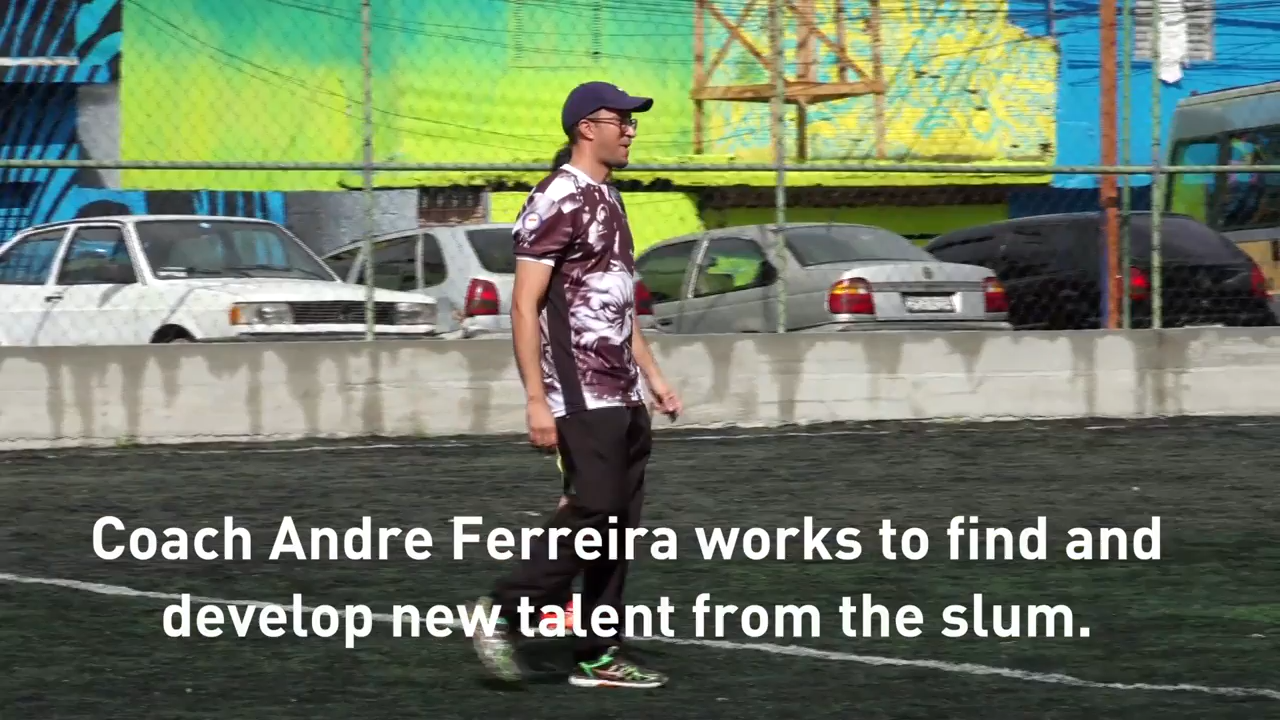 Coach Andre Ferreira works to find and
develop new talent from the slum.